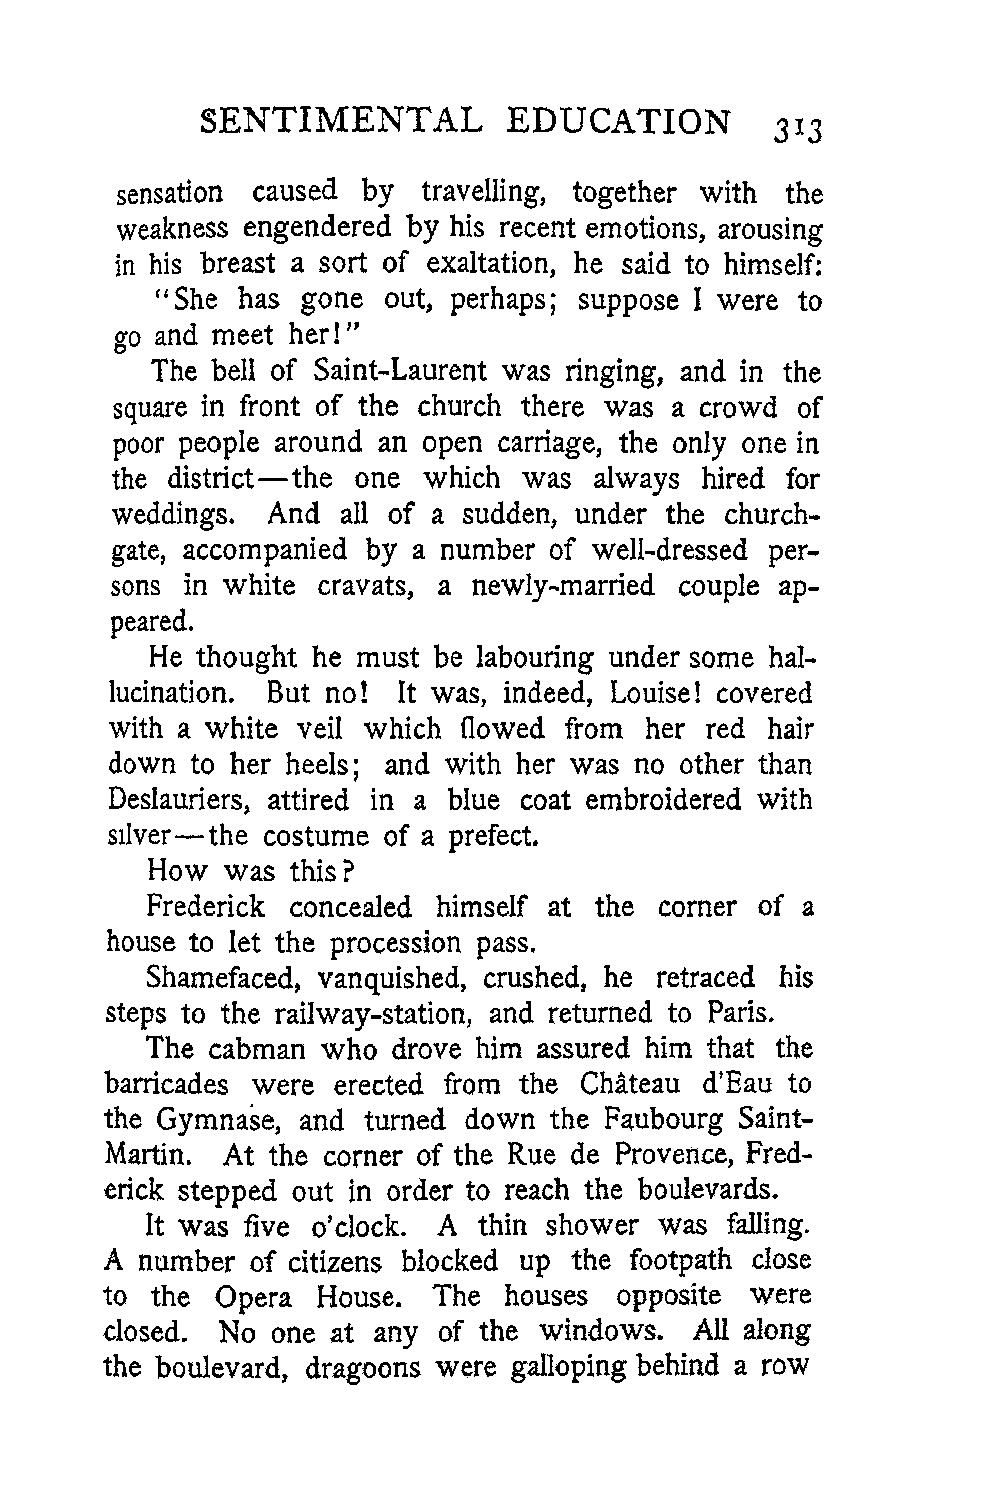 SENTIMENTAL EDUCATION 313
sensation caused by travelling, together with the
weakness engendered by his recent emotions, arousing
in his breast a sort of exaltation, he said to himself:
"She has gone out, perhaps; suppose I were to
go and meet her!"
The bell of Saint-Laurent was ringing, and in the
square in front of the church there was a crowd of
poor people around an open carriage, the only one in
the district—the one which was always hired for
weddings. And all of a sudden, under the church-
gate, accompanied by a number of well-dressed per-
sons in white cravats, a newly-married couple ap-
peared.
He thought he must be labouring under some hal-
lucination. But no! It was, indeed, Louise! covered
with a white veil which flowed from her red hair
down to her heels; and with her was no other than
Deslauriers, attired in a blue coat embroidered with
silver—the costume of a prefect.
How was this?
Frederick concealed himself at the corner of a
house to let the procession pass.
Shamefaced, vanquished, crushed, he retraced his
steps to the railway-station, and returned to Paris.
The cabman who drove him assured him that the
barricades were erected from the Château d'Eau to
the Gymnase, and turned down the Faubourg Saint-
Martin. At the corner of the Rue de Provence, Fred-
erick stepped out in order to reach the boulevards.
It was five o'clock. A thin shower was falling.
A number of citizens blocked up the footpath close
to the Opera House. The houses opposite were
closed. No one at any of the windows. All along
the boulevard, dragoons were galloping behind a row